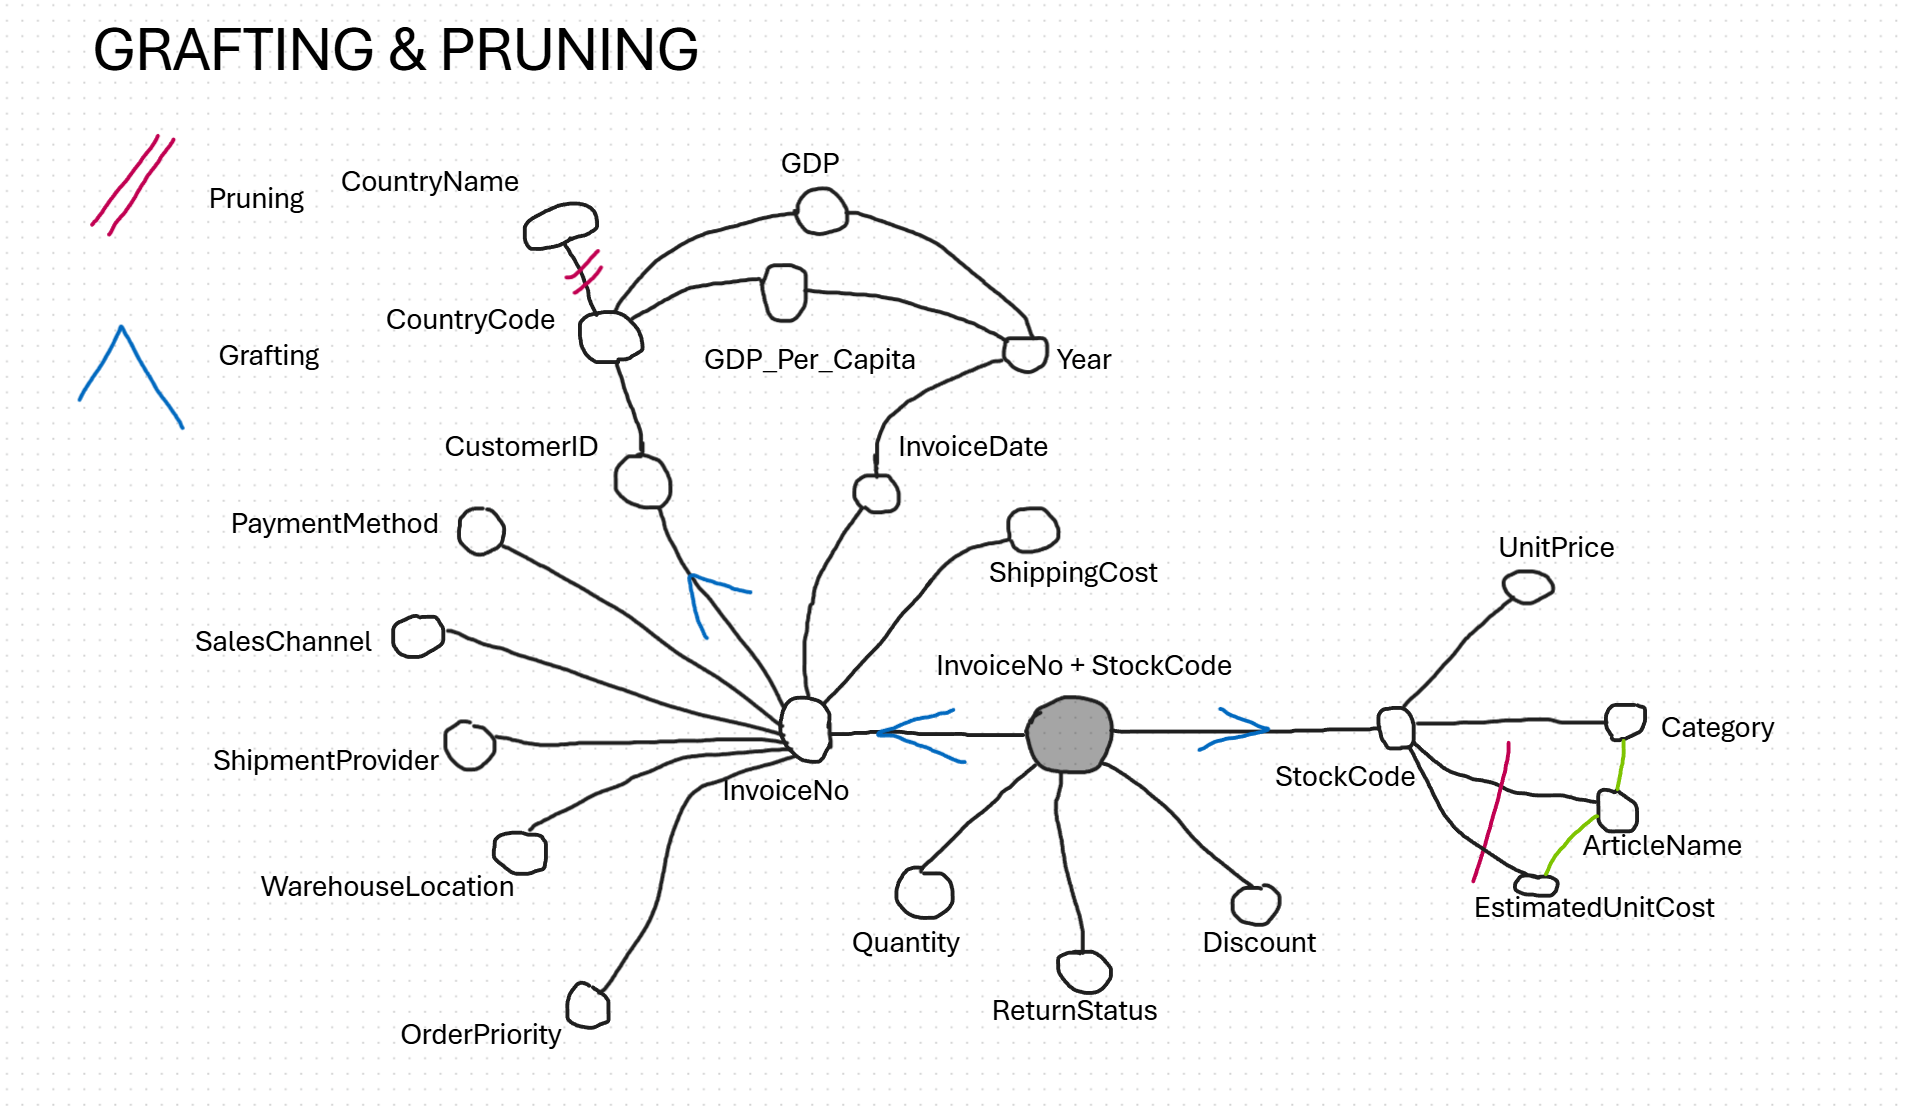 GRAFTING & PRUNING
Pruning
Grafting
CountryName
GDP
CountryCode
GDP_Per_Capita
Year
CustomerID
InvoiceDate
PaymentMethod
ShippingCost
UnitPrice
SalesChannel
InvoiceNo + StockCode
Category
ShipmentProvider
InvoiceNo
StockCode
ArticleName
WarehouseLocation
EstimatedUnitCost
Quantity
Discount
ReturnStatus
OrderPriority